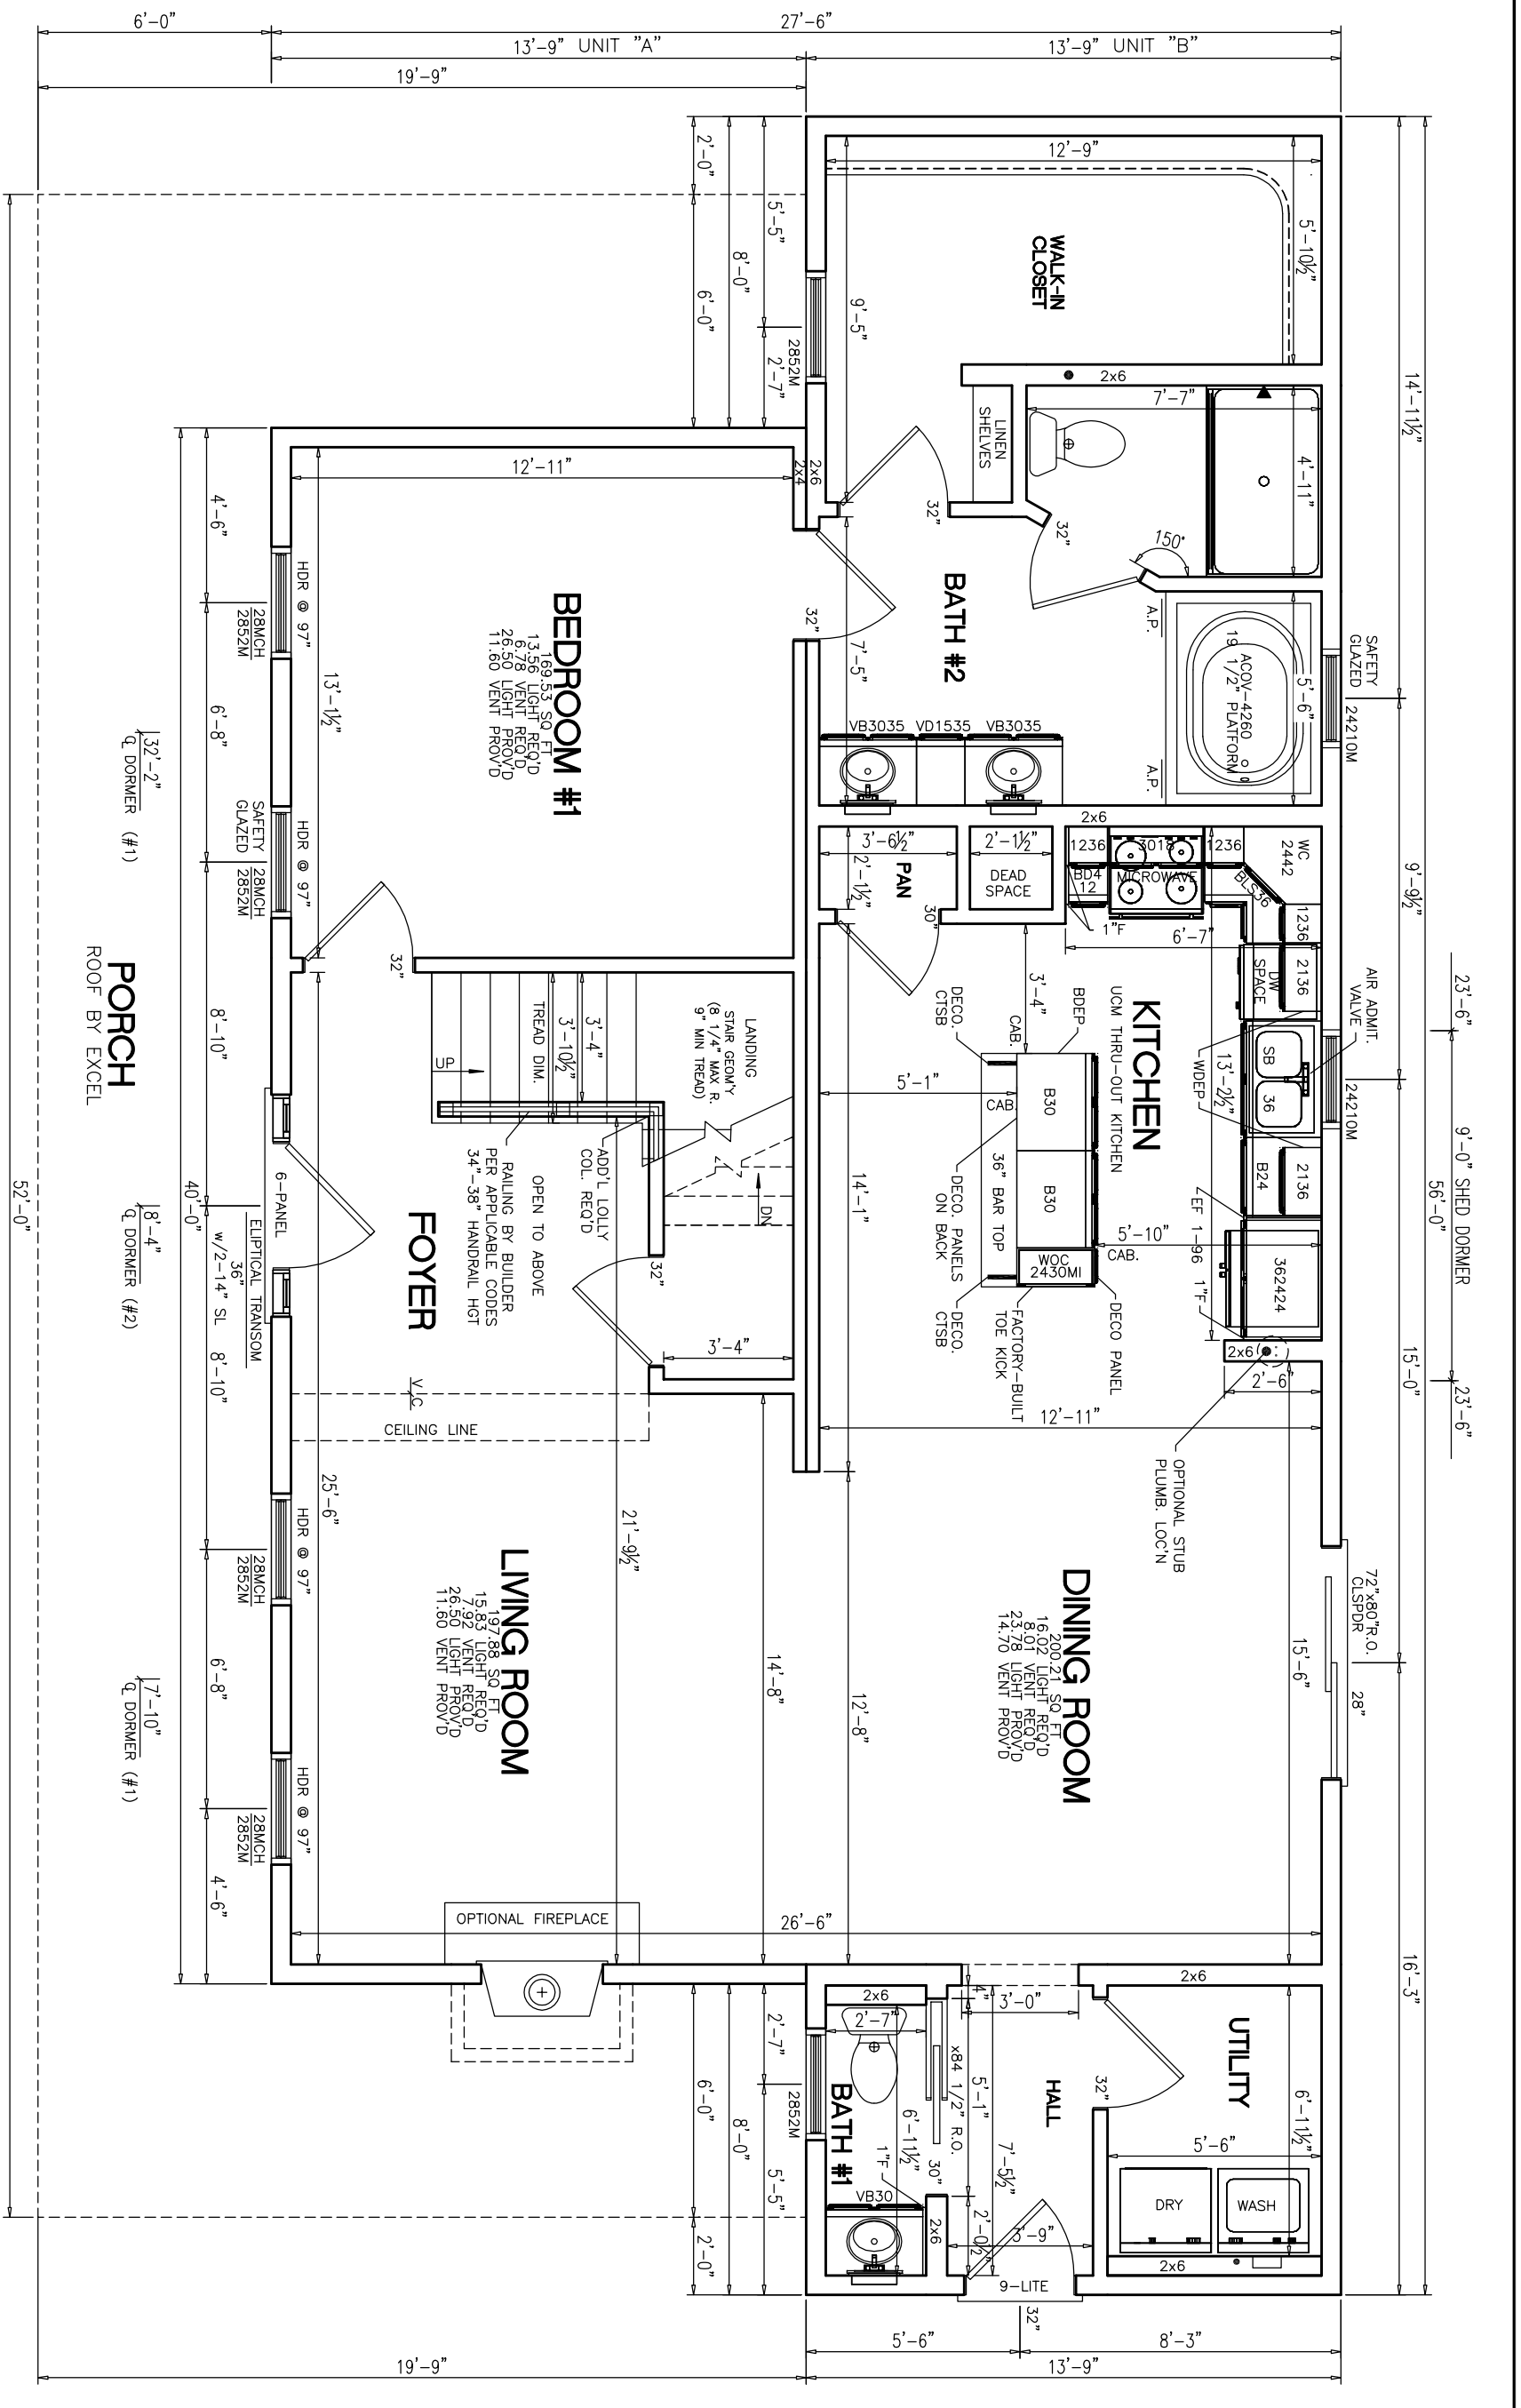 23'-6"
9'-0" SHED DORMER
23'-6"
56'-0"
14'-11½"
9'-9½"
15'-0"
16'-3"
SAFETY
GLAZED
24210M
AIR ADMIT.
VALVE
24210M
72"x80"R.O.
CLSPDR
28"
27'-6"
13'-9" UNIT "B"
13'-9" UNIT "A"
6'-0"
19'-9"
12'-9"
5'-10½"
WALK-IN
CLOSET
9'-5"
2x6
7'-7"
4'-11"
LINEN
SHELVES
32"
32"
150°
A.P.
A.P.
ACOV-4260
19 1/2" PLATFORM
5'-6"
BATH #2
7'-5"
32"
VB3035
VD1535
VB3035
2x6
2x4
2x6
3'-6½"
2'-1½"
PAN
30"
2'-1½"
DEAD
SPACE
1236
3018
1236
WC
2442
BD4
12
MICROWAVE
BLS36
1236
2136
1"F
6'-7"
DW
SPACE
SB
36
WDEP
13'-2½"
2136
B24
EF 1-96
1"F
362424
2x6
2'-6"
KITCHEN
UCM THRU-OUT KITCHEN
BDEP
CAB.
DECO.
CTSB
3'-4"
5'-1"
B30
B30
CAB.
36" BAR TOP
WOC
2430MI
5'-10"
CAB.
DECO PANEL
DECO. PANELS
ON BACK
DECO.
CTSB
FACTORY-BUILT
TOE KICK
14'-1"
12'-11"
OPTIONAL STUB
PLUMB. LOC'N
DINING ROOM
200.21 SQ FT
16.02 LIGHT REQ'D
8.01 VENT REQ'D
23.78 LIGHT PROV'D
14.70 VENT PROV'D
15'-6"
12'-8"
14'-8"
26'-6"
2x6
UTILITY
6'-11½"
5'-6"
DRY
WASH
2x6
32"
HALL
3'-0"
4"
5'-1"
7'-5½"
x84 1/2" R.O.
30"
2'-0½"
3'-9"
9-LITE
32"
2x6
2'-7"
BATH #1
6'-11½"
1"F
VB30
2x6
2852M
2'-7"
5'-5"
8'-0"
6'-0"
2'-0"
5'-6"
8'-3"
13'-9"
19'-9"
2'-0"
5'-5"
8'-0"
6'-0"
2'-7"
2852M
BEDROOM #1
169.53 SQ FT
13.56 LIGHT REQ'D
6.78 VENT REQ'D
26.50 LIGHT PROV'D
11.60 VENT PROV'D
12'-11"
13'-1½"
32"
HDR @ 97"
HDR @ 97"
LANDING
STAIR GEOM'Y
(8 1/4" MAX R.
9" MIN TREAD)
3'-4"
3'-10½"
TREAD DIM.
UP
DN
ADD'L LOLLY
COL. REQ'D
OPEN TO ABOVE
RAILING BY BUILDER
PER APPLICABLE CODES
34"-38" HANDRAIL HGT
32"
3'-4"
FOYER
V.C
CEILING LINE
21'-9½"
25'-6"
LIVING ROOM
197.88 SQ FT
15.83 LIGHT REQ'D
7.92 VENT REQ'D
26.50 LIGHT PROV'D
11.60 VENT PROV'D
HDR @ 97"
HDR @ 97"
OPTIONAL FIREPLACE
6-PANEL
ELIPTICAL TRANSOM
36"
w/2-14" SL
28MCH
2852M
SAFETY
GLAZED
28MCH
2852M
28MCH
2852M
28MCH
2852M
4'-6"
6'-8"
8'-10"
8'-10"
6'-8"
4'-6"
40'-0"
32'-2"
℄ DORMER (#1)
8'-4"
℄ DORMER (#2)
7'-10"
℄ DORMER (#1)
PORCH
ROOF BY EXCEL
52'-0"